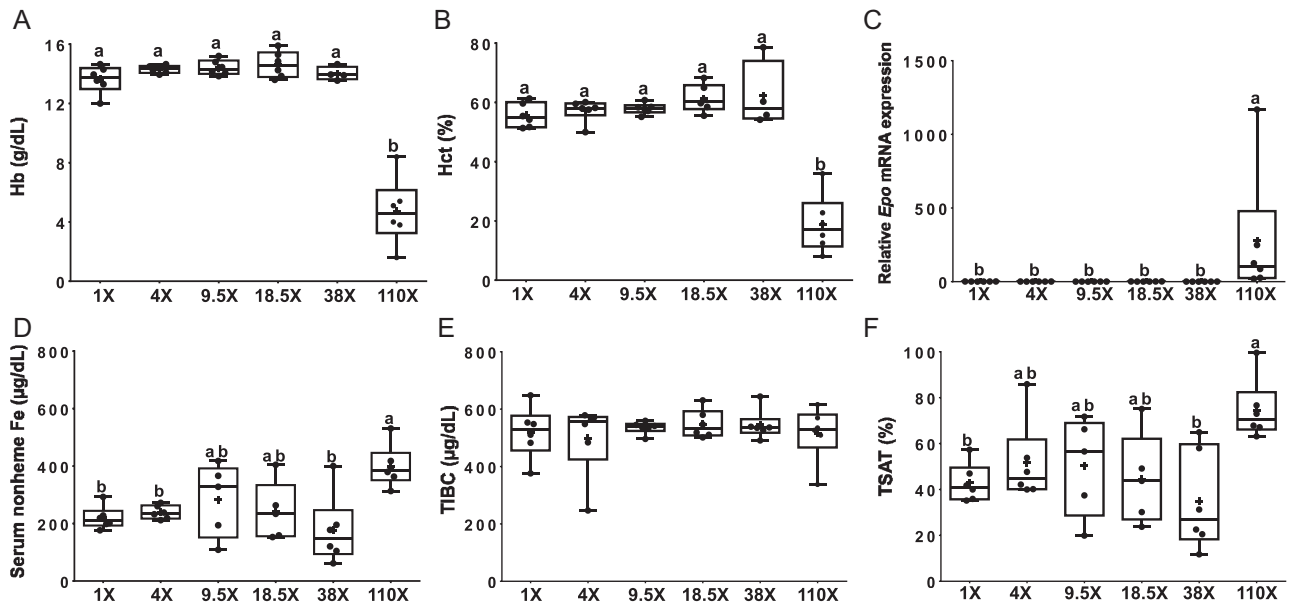 A
Hb (g/dL)
16
12
8
4
0
a
a
a
a
a
b
1X 4X 9.5X 18.5X 38X 110X
B
Hct (%)
80
60
40
20
0
a
a
a
a
a
b
1X 4X 9.5X 18.5X 38X 110X
C
Relative Epo mRNA expression
1500
1000
500
0
b
b
b
b
b
a
1X 4X 9.5X 18.5X 38X 110X
D
Serum nonheme Fe (µg/dL)
800
600
400
200
0
b
b
a b
a b
b
a
1X 4X 9.5X 18.5X 38X 110X
E
TIBC (µg/dL)
800
600
400
200
0
1X 4X 9.5X 18.5X 38X 110X
F
TSAT (%)
100
80
60
40
20
0
b
a b
a b
a b
b
a
1X 4X 9.5X 18.5X 38X 110X